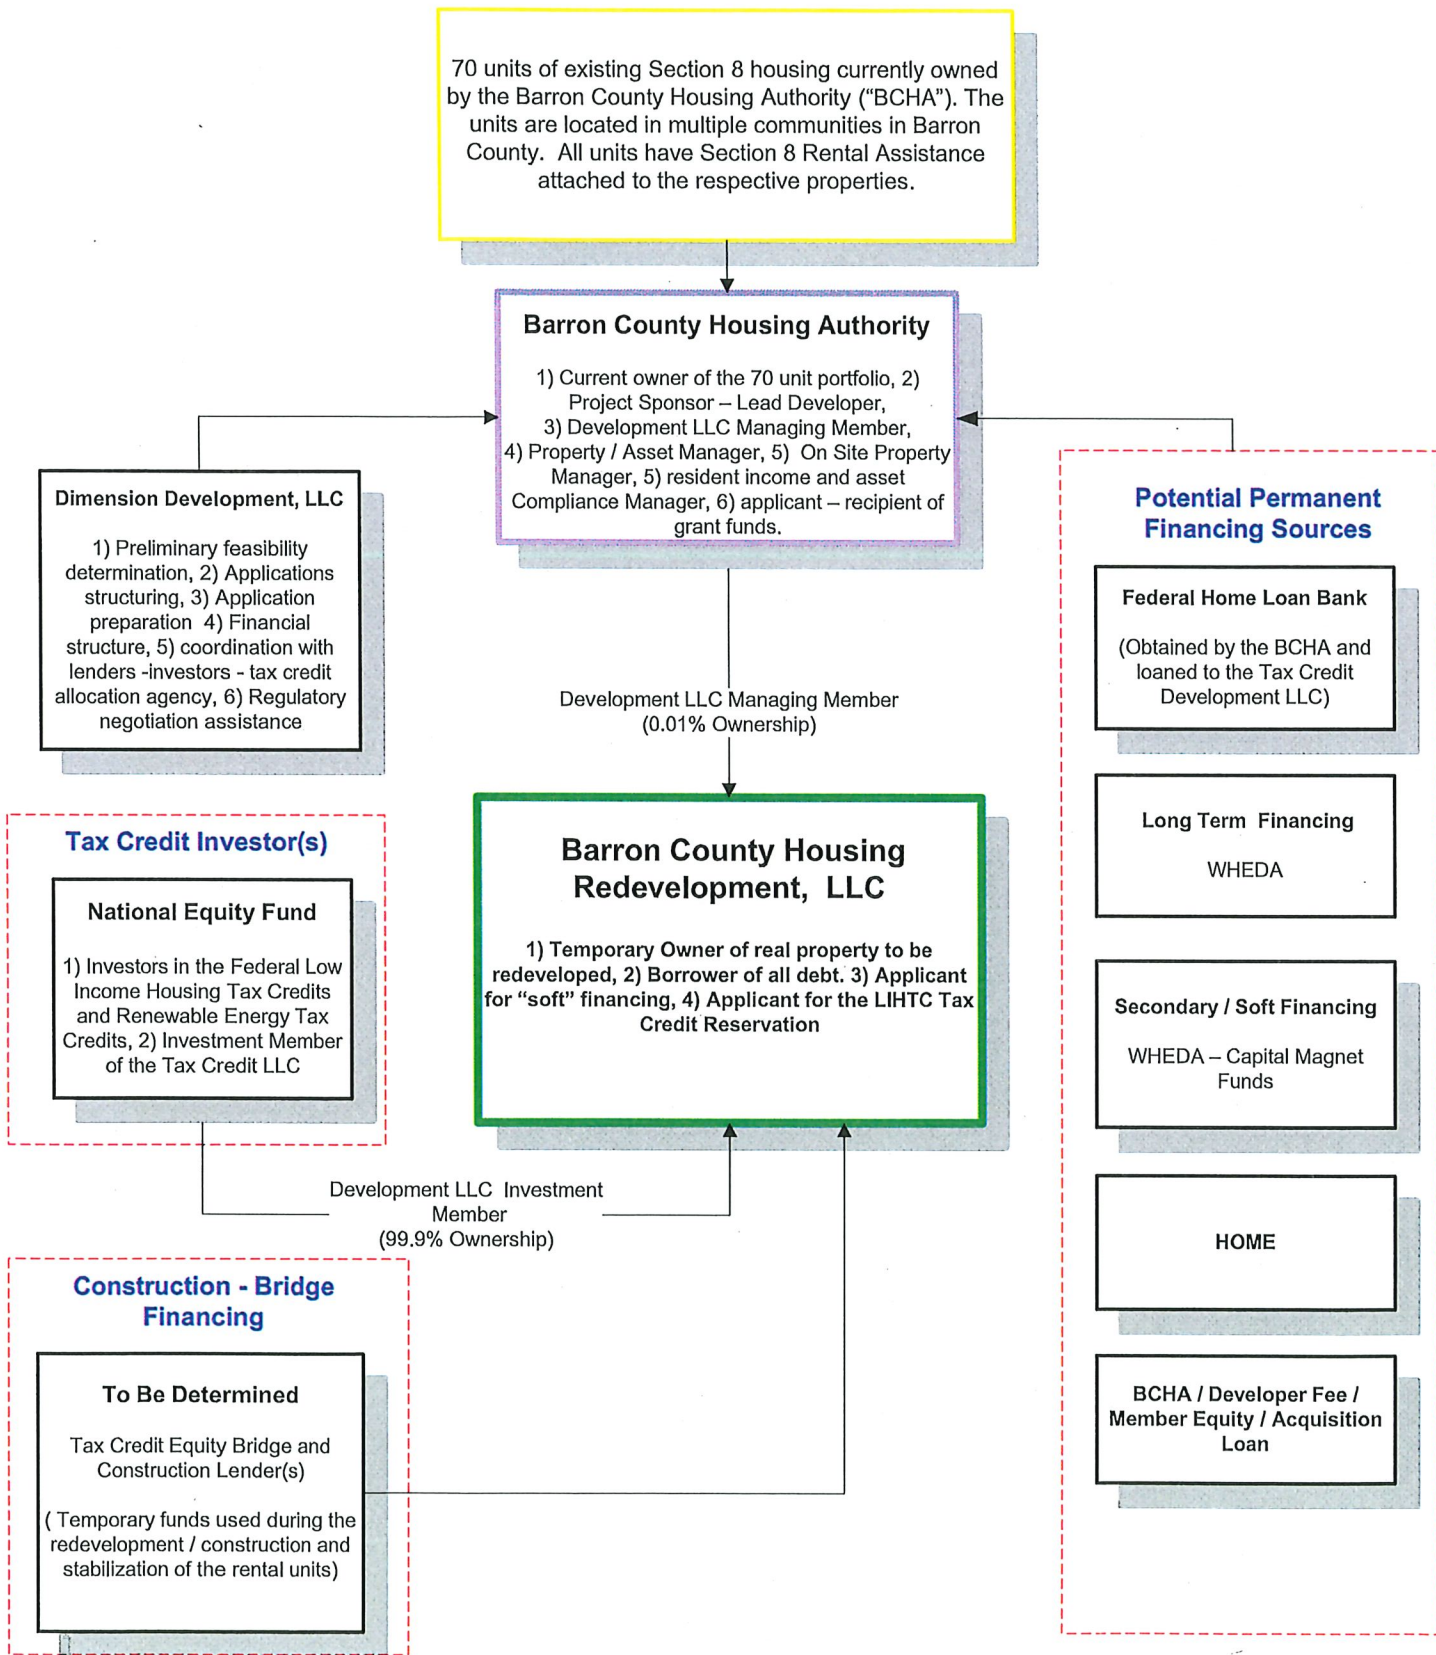 70 units of existing Section 8 housing currently owned
by the Barron County Housing Authority (“BCHA”). The
units are located in multiple communities in Barron
County. All units have Section 8 Rental Assistance
attached to the respective properties.
Barron County Housing Authority
1) Current owner of the 70 unit portfolio, 2)
Project Sponsor – Lead Developer,
3) Development LLC Managing Member,
4) Property / Asset Manager, 5) On Site Property
Manager, 5) resident income and asset
Compliance Manager, 6) applicant – recipient of
grant funds.
Dimension Development, LLC
1) Preliminary feasibility
determination, 2) Applications
structuring, 3) Application
preparation 4) Financial
structure, 5) coordination with
lenders -investors - tax credit
allocation agency, 6) Regulatory
negotiation assistance
Development LLC Managing Member
(0.01% Ownership)
Potential Permanent
Financing Sources
Federal Home Loan Bank
(Obtained by the BCHA and
loaned to the Tax Credit
Development LLC)
Long Term Financing
WHEDA
Secondary / Soft Financing
WHEDA – Capital Magnet
Funds
HOME
BCHA / Developer Fee /
Member Equity / Acquisition
Loan
Tax Credit Investor(s)
National Equity Fund
1) Investors in the Federal Low
Income Housing Tax Credits
and Renewable Energy Tax
Credits, 2) Investment Member
of the Tax Credit LLC
Barron County Housing
Redevelopment, LLC
1) Temporary Owner of real property to be
redeveloped, 2) Borrower of all debt. 3) Applicant
for “soft” financing, 4) Applicant for the LIHTC Tax
Credit Reservation
Development LLC Investment
Member
(99.9% Ownership)
Construction - Bridge
Financing
To Be Determined
Tax Credit Equity Bridge and
Construction Lender(s)
( Temporary funds used during the
redevelopment / construction and
stabilization of the rental units)